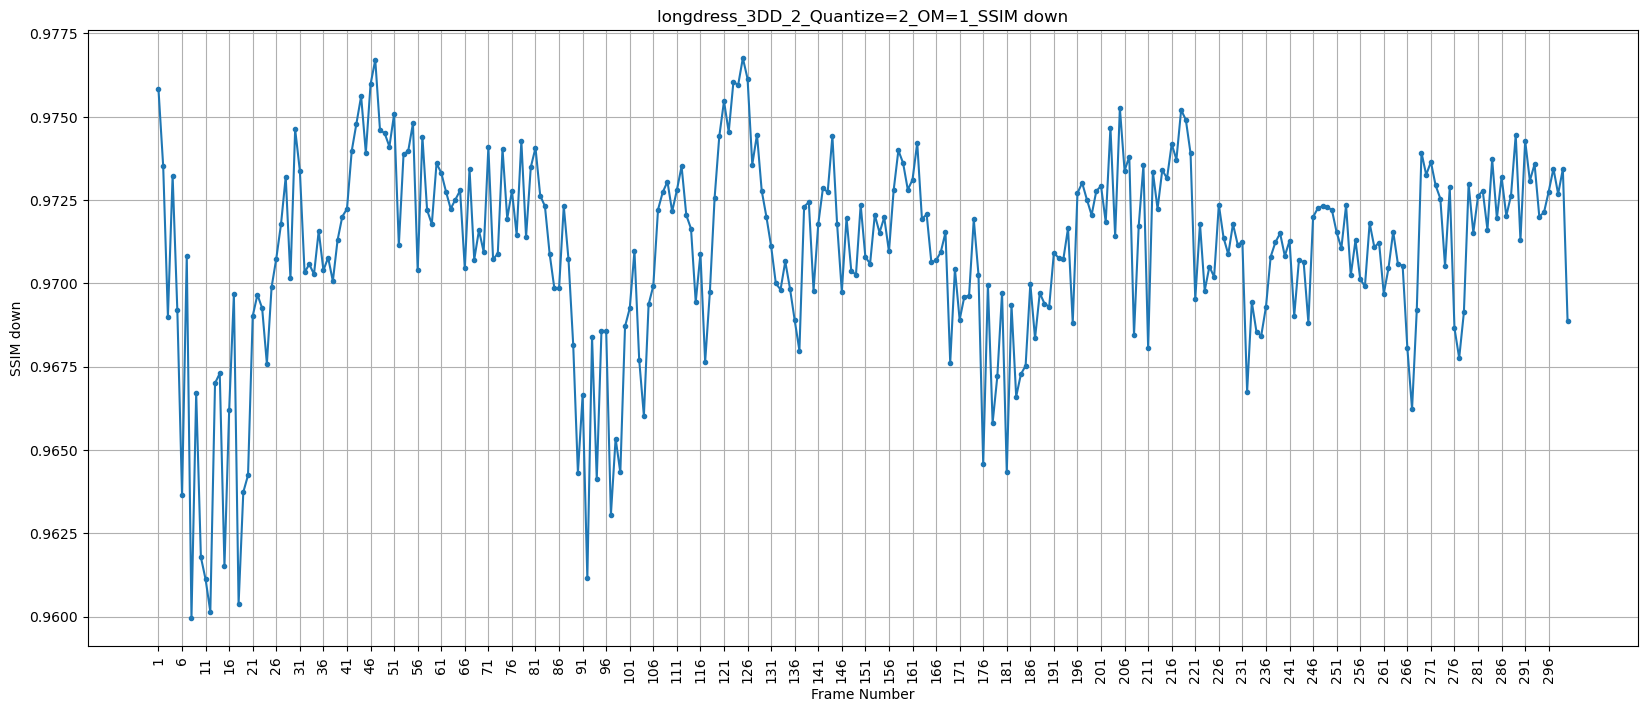 longdress_3DD_2_Quantize=2_OM=1_SSIM down
SSIM down
0.9775
0.9750
0.9725
0.9700
0.9675
0.9650
0.9625
0.9600
1 6 11 16 21 26 31 36 41 46 51 56 61 66 71 76 81 86 91 96 101 106 111 116 121 126 131 136 141 146 151 156 161 166 171 176 181 186 191 196 201 206 211 216 221 226 231 236 241 246 251 256 261 266 271 276 281 286 291 296
Frame Number